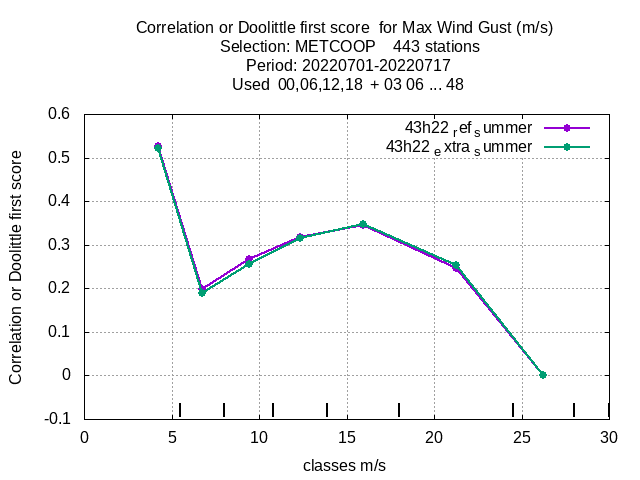 Correlation or Doolittle first score  for Max Wind Gust (m/s)
Selection: METCOOP    443 stations
Period: 20220701-20220717
Used  00,06,12,18  + 03 06 ... 48
43h22 ref summer
43h22 extra summer
0.6
0.5
0.4
0.3
0.2
0.1
0
-0.1
Correlation or Doolittle first score
0 5 10 15 20 25 30
classes m/s